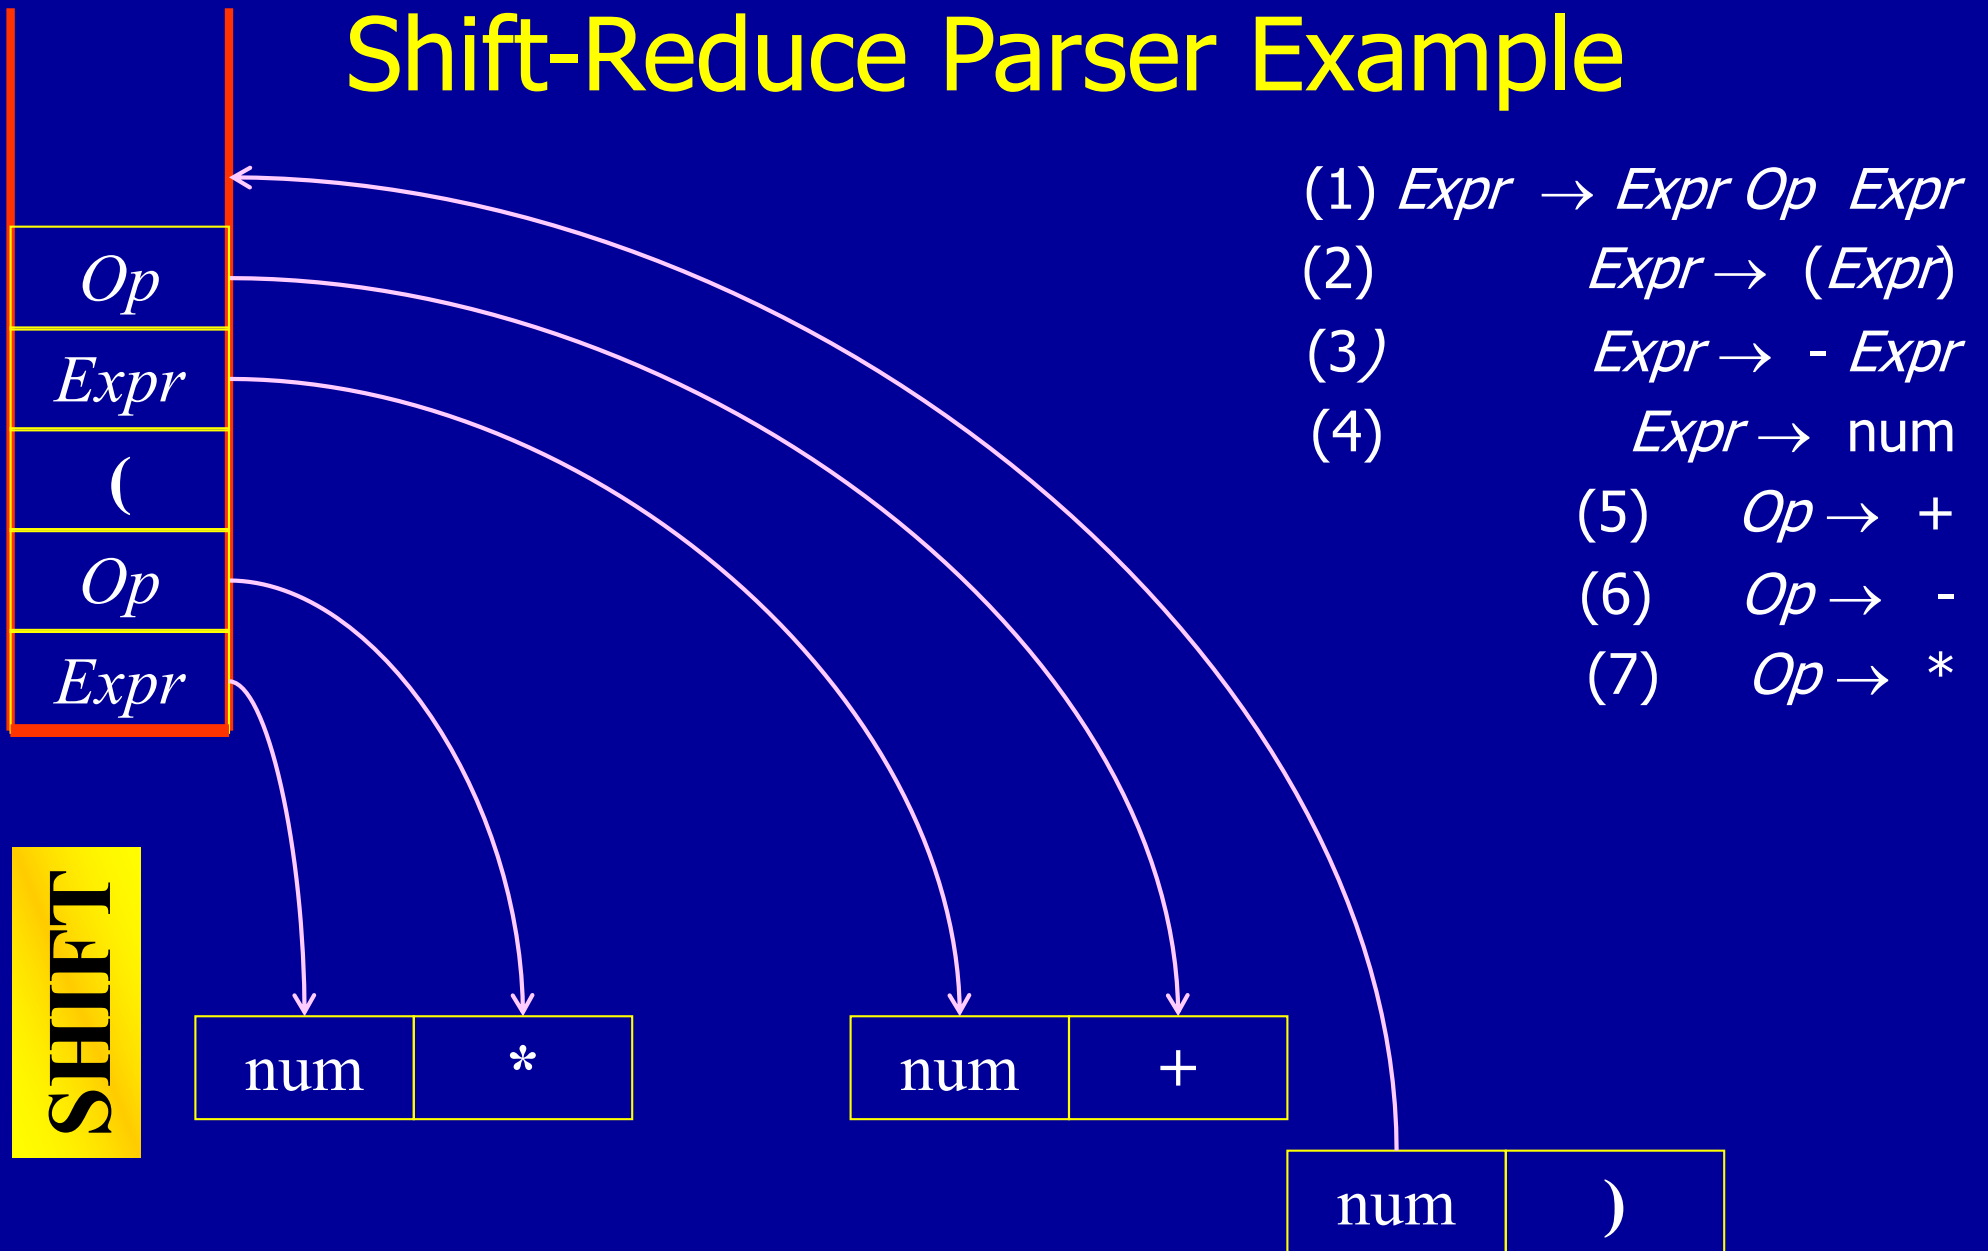 Shift-Reduce Parser Example
(1) Expr → Expr Op Expr
(2) Expr → (Expr)
(3) Expr → - Expr
(4) Expr → num
(5) Op → +
(6) Op → -
(7) Op → *
Op
Expr
(
Op
Expr
SHIFT
num *
num +
num )